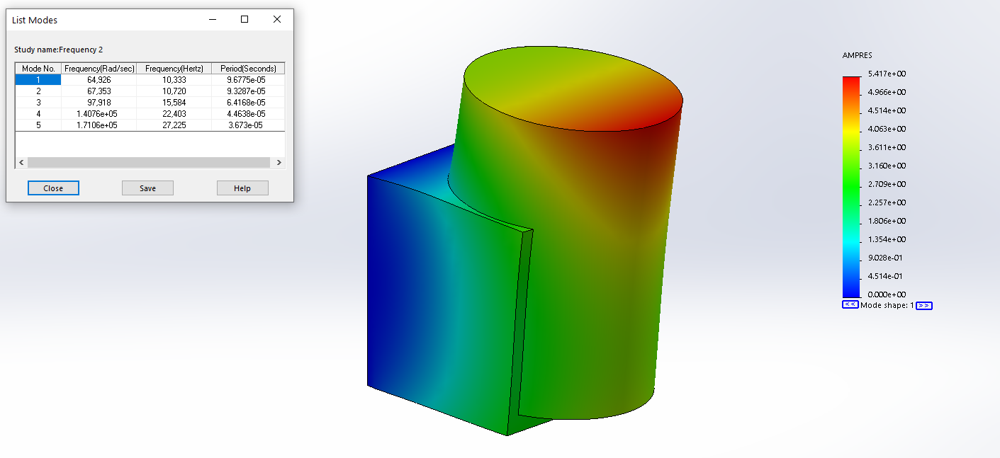 List Modes
Study name:Frequency 2
Mode No. Frequency(Rad/sec) Frequency(Hertz) Period(Seconds)
1 64,926 10,333 9.6775e-05
2 67,353 10,720 9.3287e-05
3 97,918 15,584 6.4168e-05
4 1.4076e+05 22,403 4.4638e-05
5 1.7106e+05 27,225 3.673e-05
Close Save Help
AMPRES
5.417e+00
4.966e+00
4.514e+00
4.063e+00
3.611e+00
3.160e+00
2.709e+00
2.257e+00
1.806e+00
1.354e+00
9.028e-01
4.514e-01
0.000e+00
<< Mode shape: 1 >>